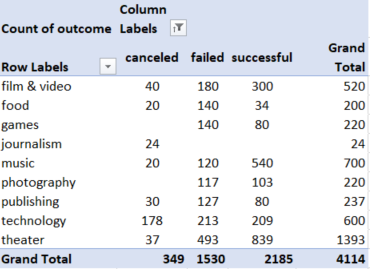 Column
Count of outcome Labels
Grand
Row Labels canceled failed successful Total
film & video 40 180 300 520
food 20 140 34 200
games 140 80 220
journalism 24 24
music 20 120 540 700
photography 117 103 220
publishing 30 127 80 237
technology 178 213 209 600
theater 37 493 839 1393
Grand Total 349 1530 2185 4114